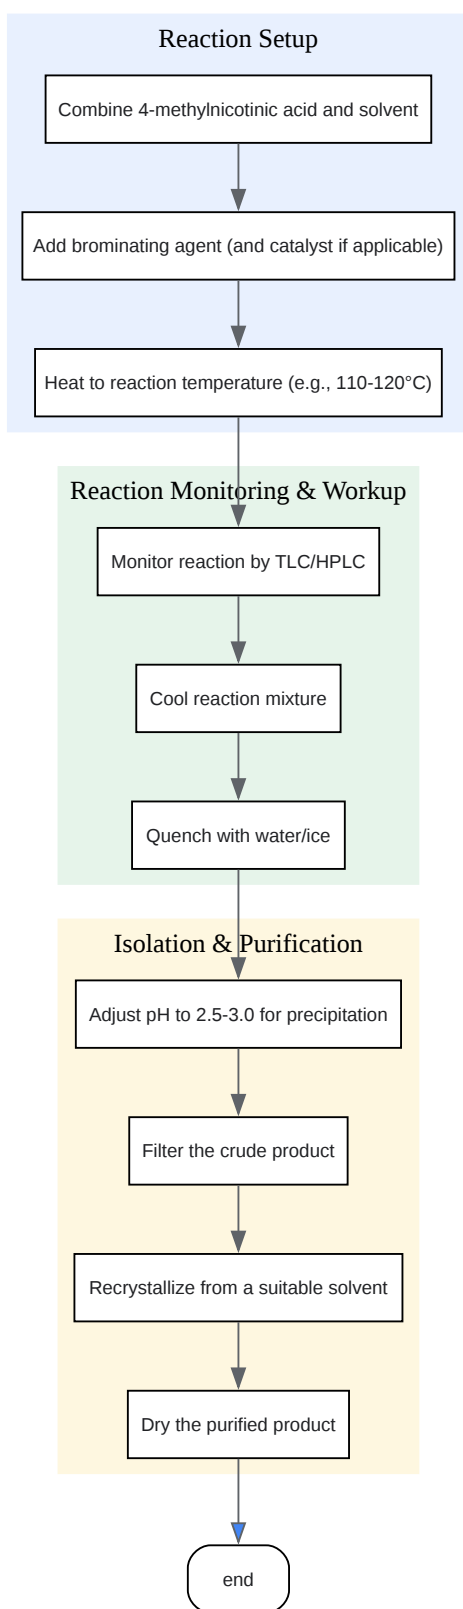 Reaction Setup
Combine 4-methylnicotinic acid and solvent
Add brominating agent (and catalyst if applicable)
Heat to reaction temperature (e.g., 110-120°C)
Reaction Monitoring & Workup
Monitor reaction by TLC/HPLC
Cool reaction mixture
Quench with water/ice
Isolation & Purification
Adjust pH to 2.5-3.0 for precipitation
Filter the crude product
Recrystallize from a suitable solvent
Dry the purified product
end